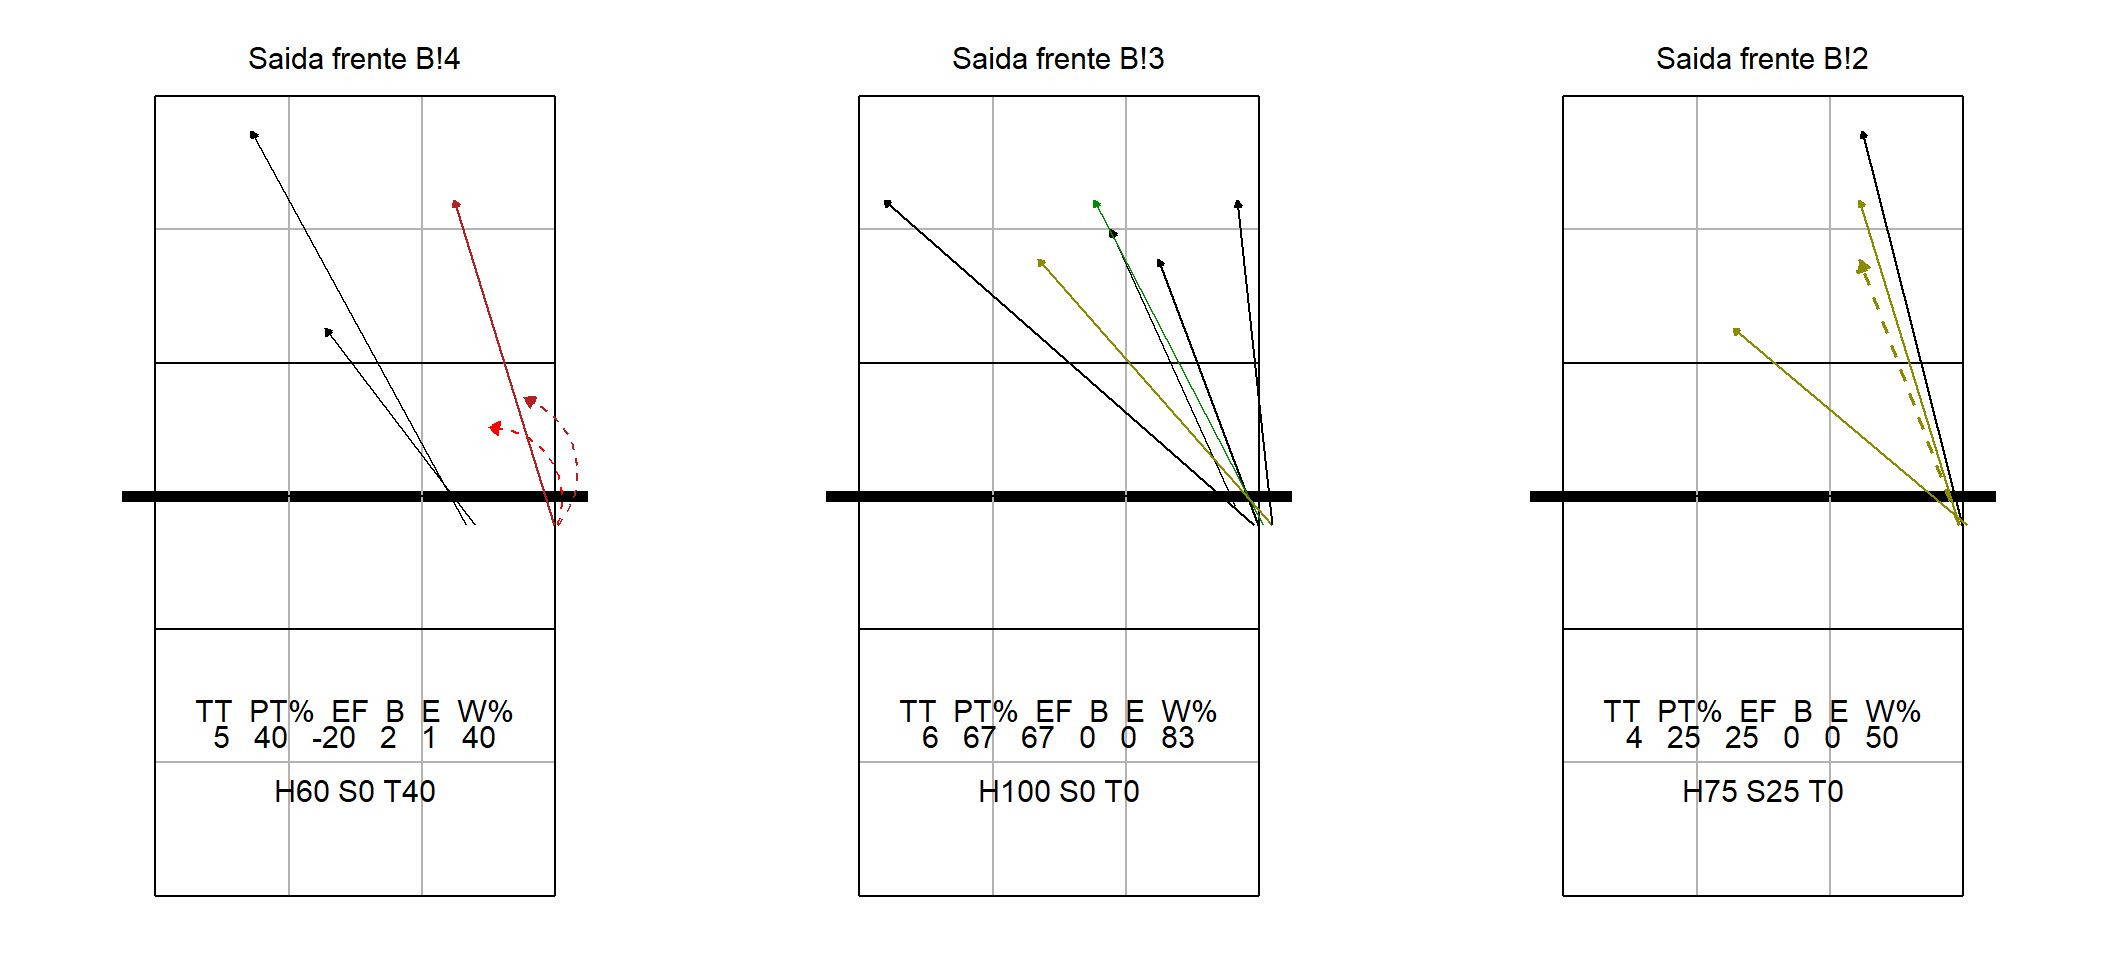 Saida frente B!4
TT PT% EF B E W%
5 40 -20 2 1 40
H60 S0 T40
Saida frente B!3
TT PT% EF B E W%
6 67 67 0 0 83
H100 S0 T0
Saida frente B!2
TT PT% EF B E W%
4 25 25 0 0 50
H75 S25 T0